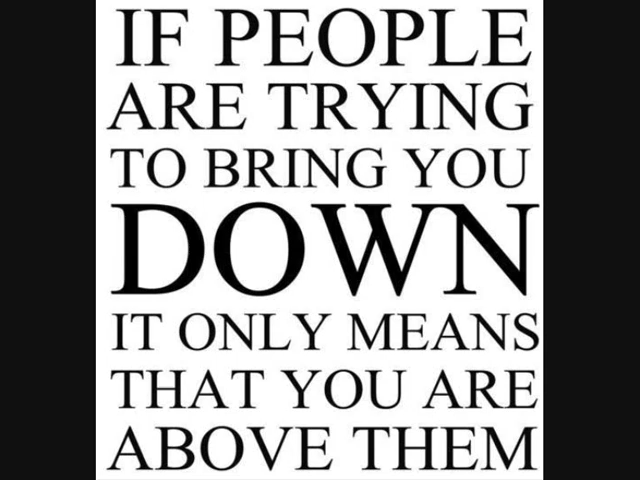 IF PEOPLE
ARE TRYING
TO BRING YOU
DOWN
IT ONLY MEANS
THAT YOU ARE
ABOVE THEM